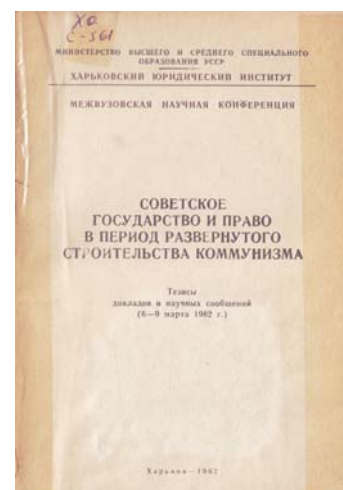 Хо
С-561
МИНИСТЕРСТВО ВЫСШЕГО И СРЕДНЕГО СПЕЦИАЛЬНОГО
ОБРАЗОВАНИЯ УССР
ХАРЬКОВСКИЙ ЮРИДИЧЕСКИЙ ИНСТИТУТ
МЕЖВУЗОВСКАЯ НАУЧНАЯ КОНФЕРЕНЦИЯ
СОВЕТСКОЕ
ГОСУДАРСТВО И ПРАВО
В ПЕРИОД РАЗВЕРНУТОГО
СТРОИТЕЛЬСТВА КОММУНИЗМА
Тезисы
докладов и научных сообщений
(6—9 марта 1962 г.)
Харьков—1962